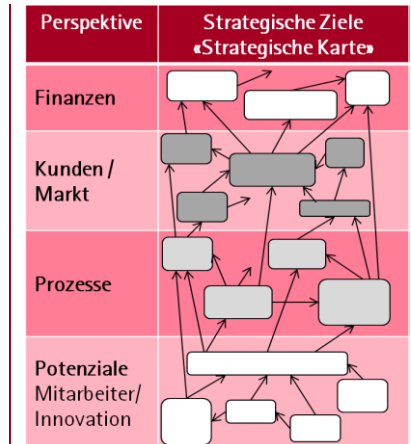 Perspektive
Strategische Ziele
«Strategische Karte»
Finanzen
Kunden /
Markt
Prozesse
Potenziale
Mitarbeiter/
Innovation